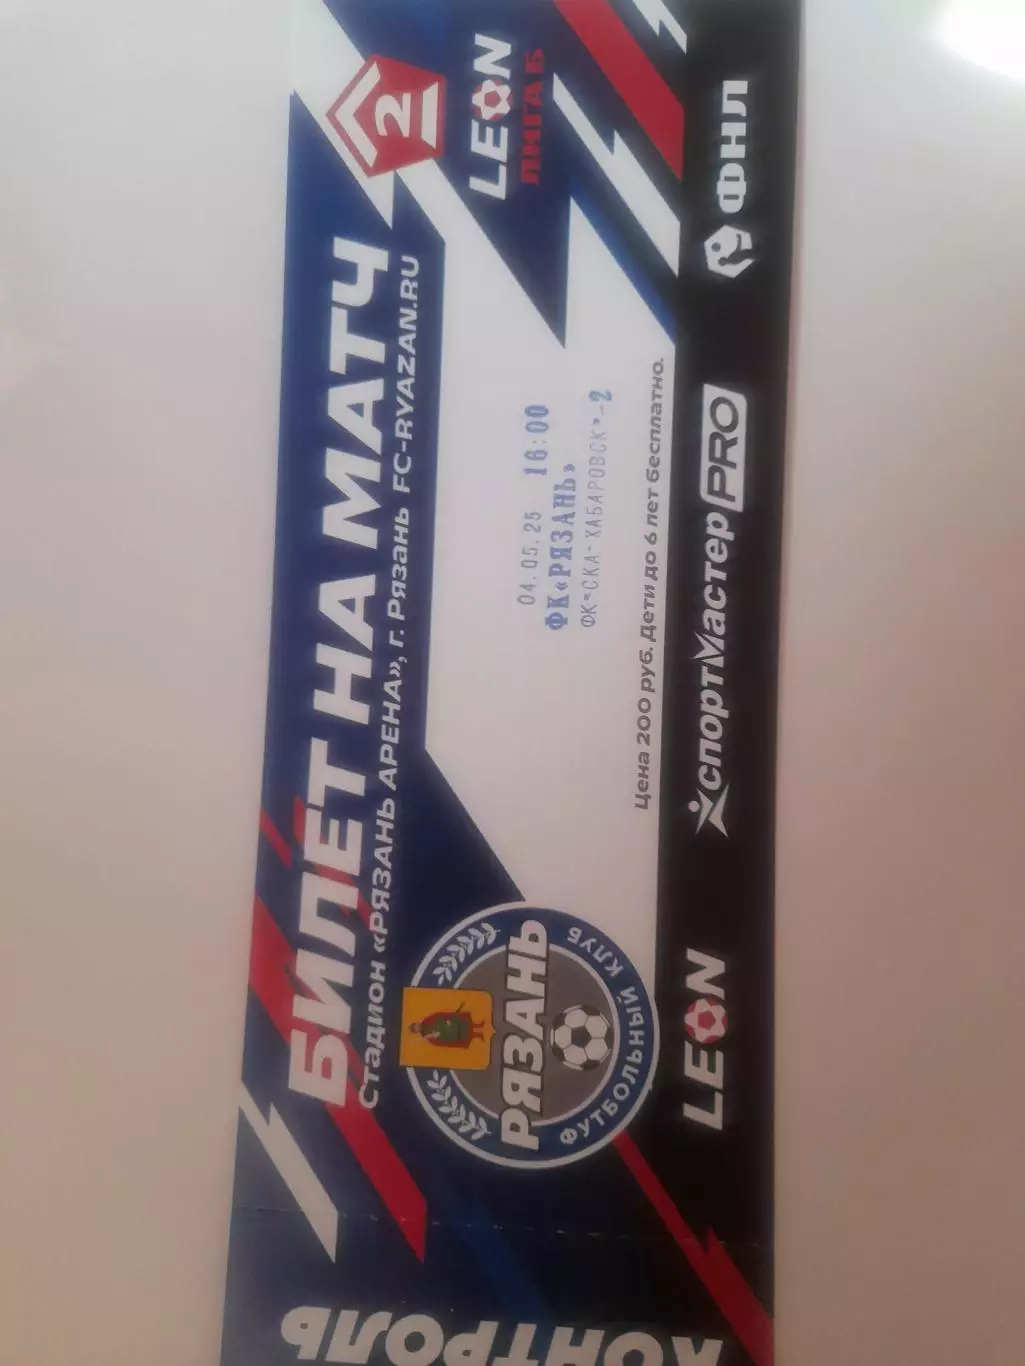 БИЛЕТ НА МАТЧ
Стадион «РЯЗАНЬ АРЕНА», г. Рязань FC-RYAZAN.RU
2
LEON
ЛИГА Б
04.05.25 16:00
ФК«РЯЗАНЬ»
ФК«СКА-ХАБАРОВСК»-2
Цена 200 руб. Дети до 6 лет бесплатно.
РЯЗАНЬ
ФУТБОЛЬНЫЙ КЛУБ
LEON
спортМастер PRO
ФНЛ
КОНТРОЛЬ